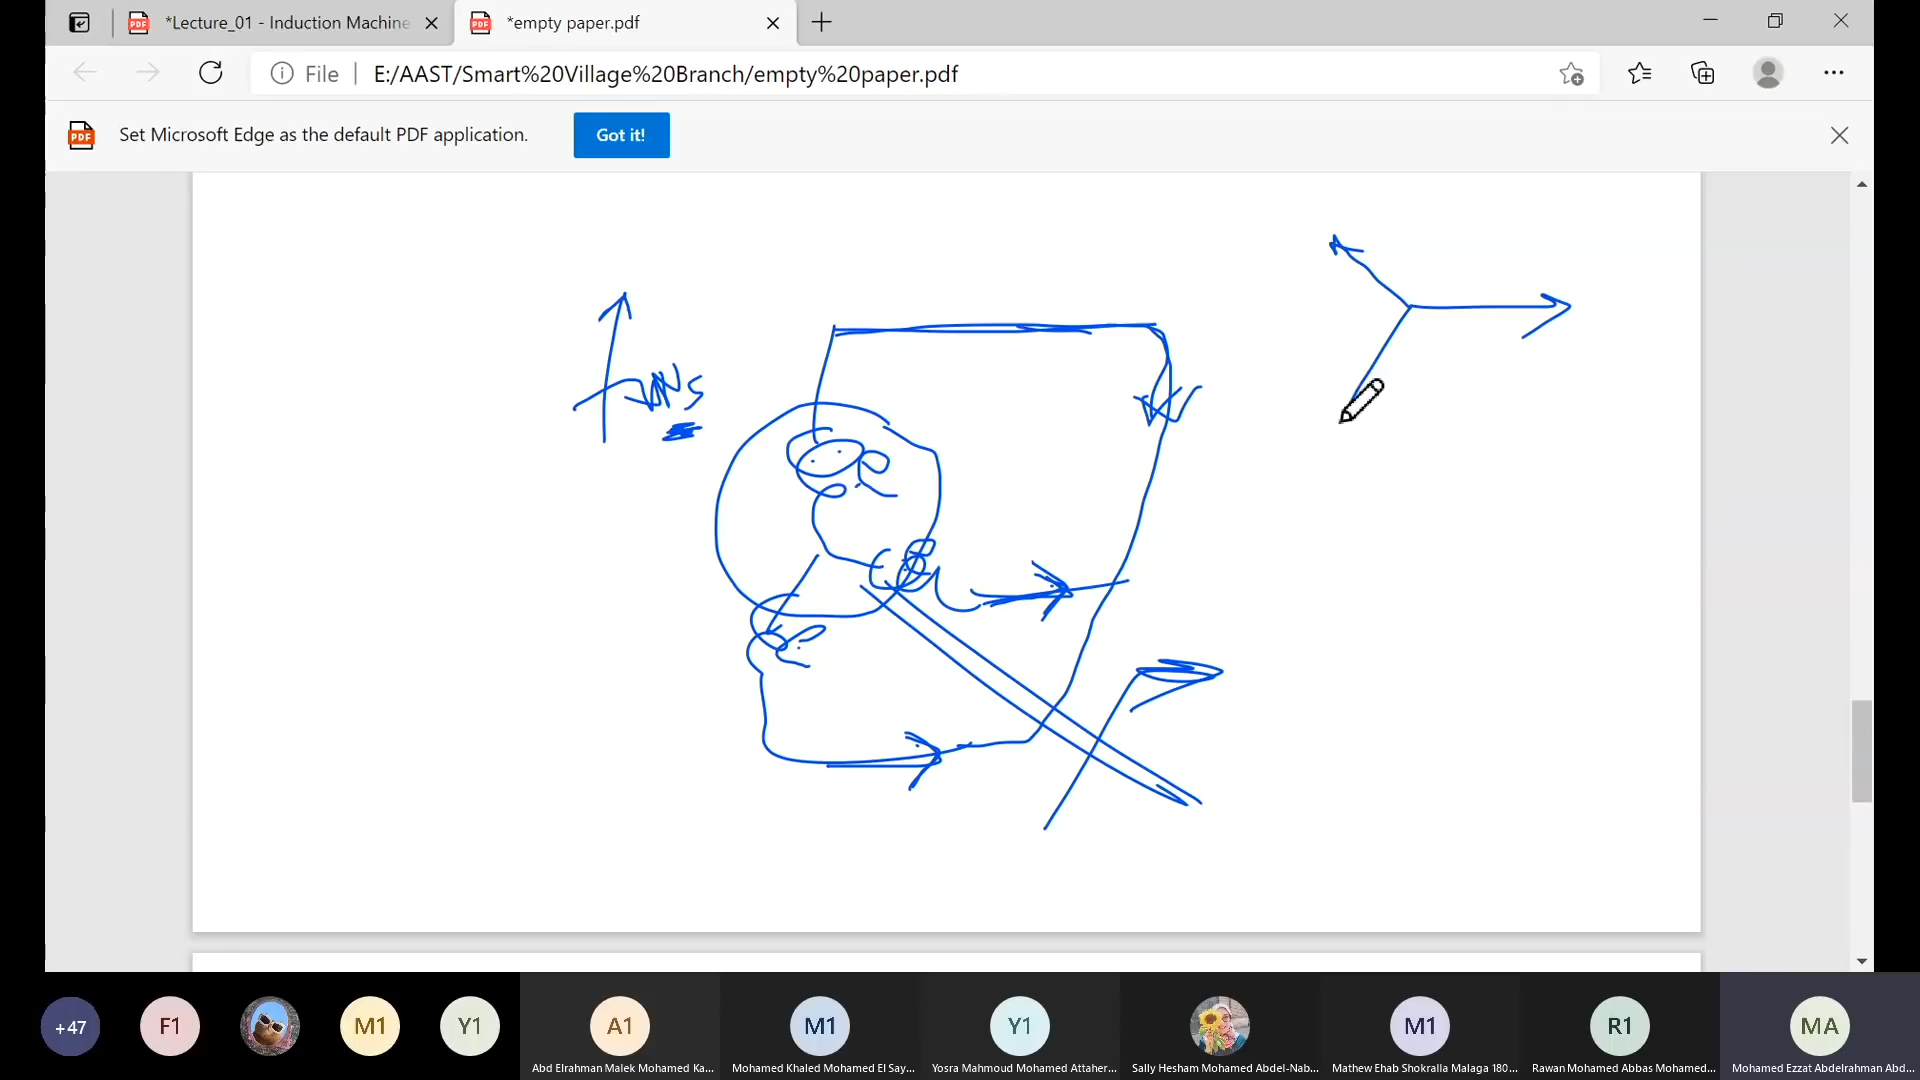 *Lecture_01 - Induction Machine
*empty paper.pdf
File
E:/AAST/Smart%20Village%20Branch/empty%20paper.pdf
Set Microsoft Edge as the default PDF application.
Got it!
+47
F1
M1
Y1
A1
M1
Y1
M1
R1
MA
Abd Elrahman Malek Mohamed Ka...
Mohamed Khaled Mohamed El Say...
Yosra Mahmoud Mohamed Attaher...
Sally Hesham Mohamed Abdel-Nab...
Mathew Ehab Shokralla Malaga 180...
Rawan Mohamed Abbas Mohamed...
Mohamed Ezzat Abdelrahman Abd...